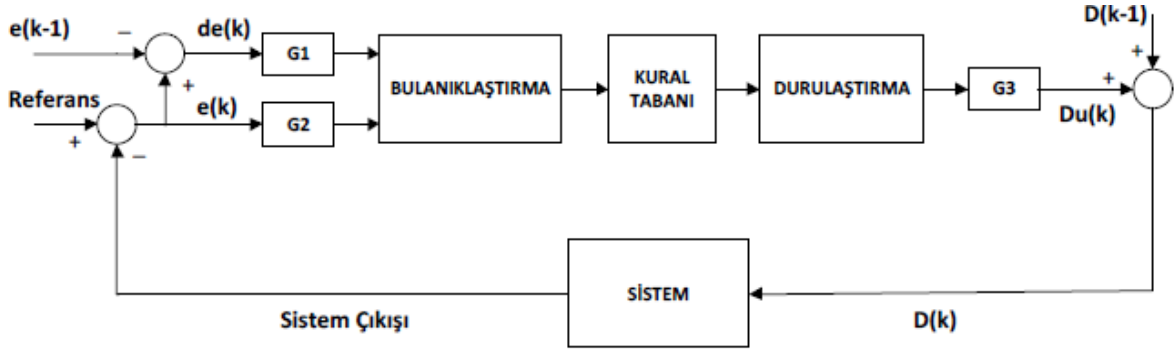 e(k-1)
−
de(k)
G1
+
Referans
+
−
e(k)
G2
BULANIKLAŞTIRMA
KURAL
TABANI
DURULAŞTIRMA
G3
D(k-1)
+
+
Du(k)
SİSTEM
Sistem Çıkışı
D(k)